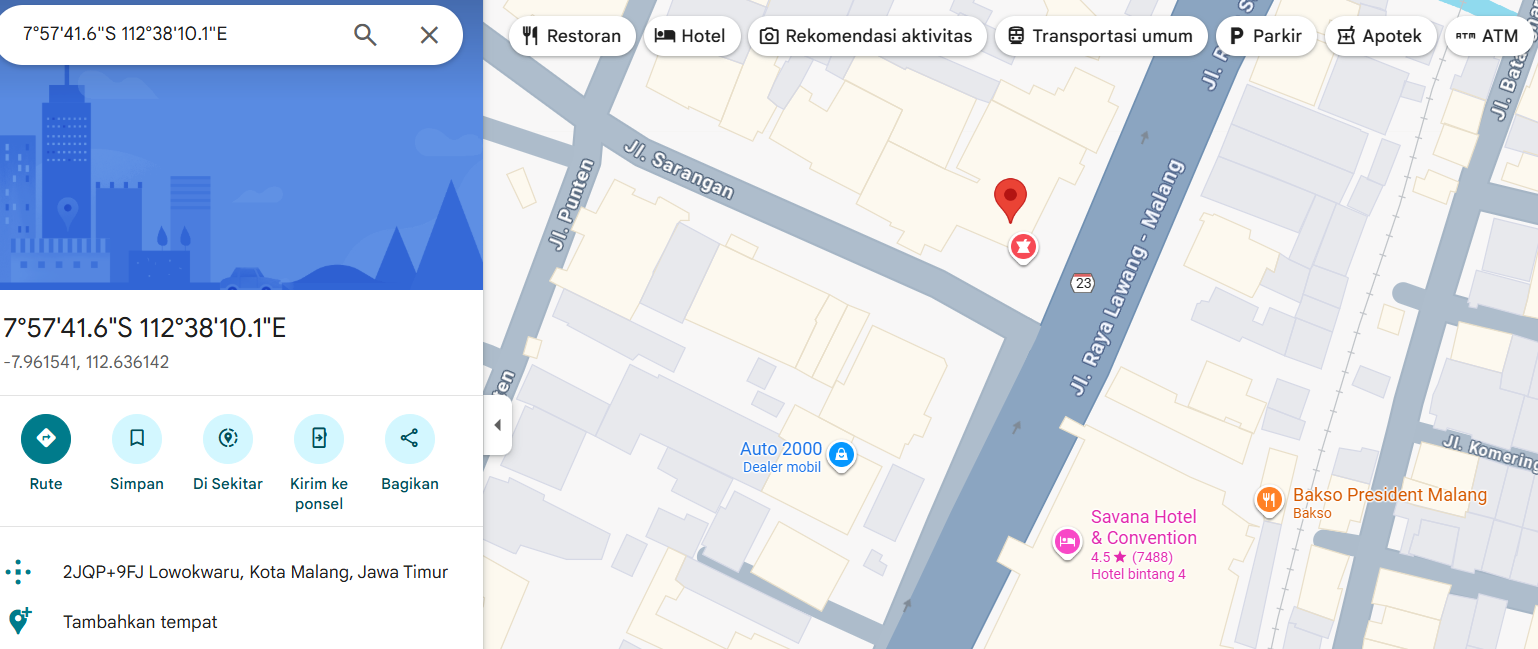 7°57'41.6"S 112°38'10.1"E
Restoran
Hotel
Rekomendasi aktivitas
Transportasi umum
P Parkir
Apotek
ATM ATM
7°57'41.6"S 112°38'10.1"E
-7.961541, 112.636142
Rute
Simpan
Di Sekitar
Kirim ke
ponsel
Bagikan
2JQP+9FJ Lowokwaru, Kota Malang, Jawa Timur
Tambahkan tempat
Jl. Sarangan
Jl. Punten
Jl. Raya Lawang - Malang
23
Auto 2000
Dealer mobil
Savana Hotel
& Convention
4.5★ (7488)
Hotel bintang 4
Bakso President Malang
Bakso
Jl. Komering